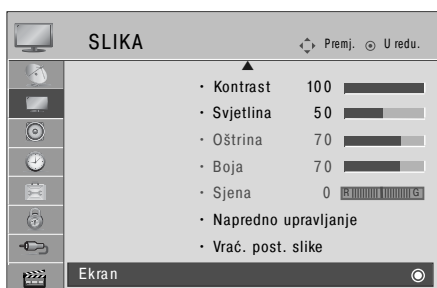 SLIKA Premj. U redu.
• Kontrast 100
• Svjetlina 50
• Oštrina 70
• Boja 70
• Sjena 0 R G
• Napredno upravljanje
• Vrać. post. slike
Ekran